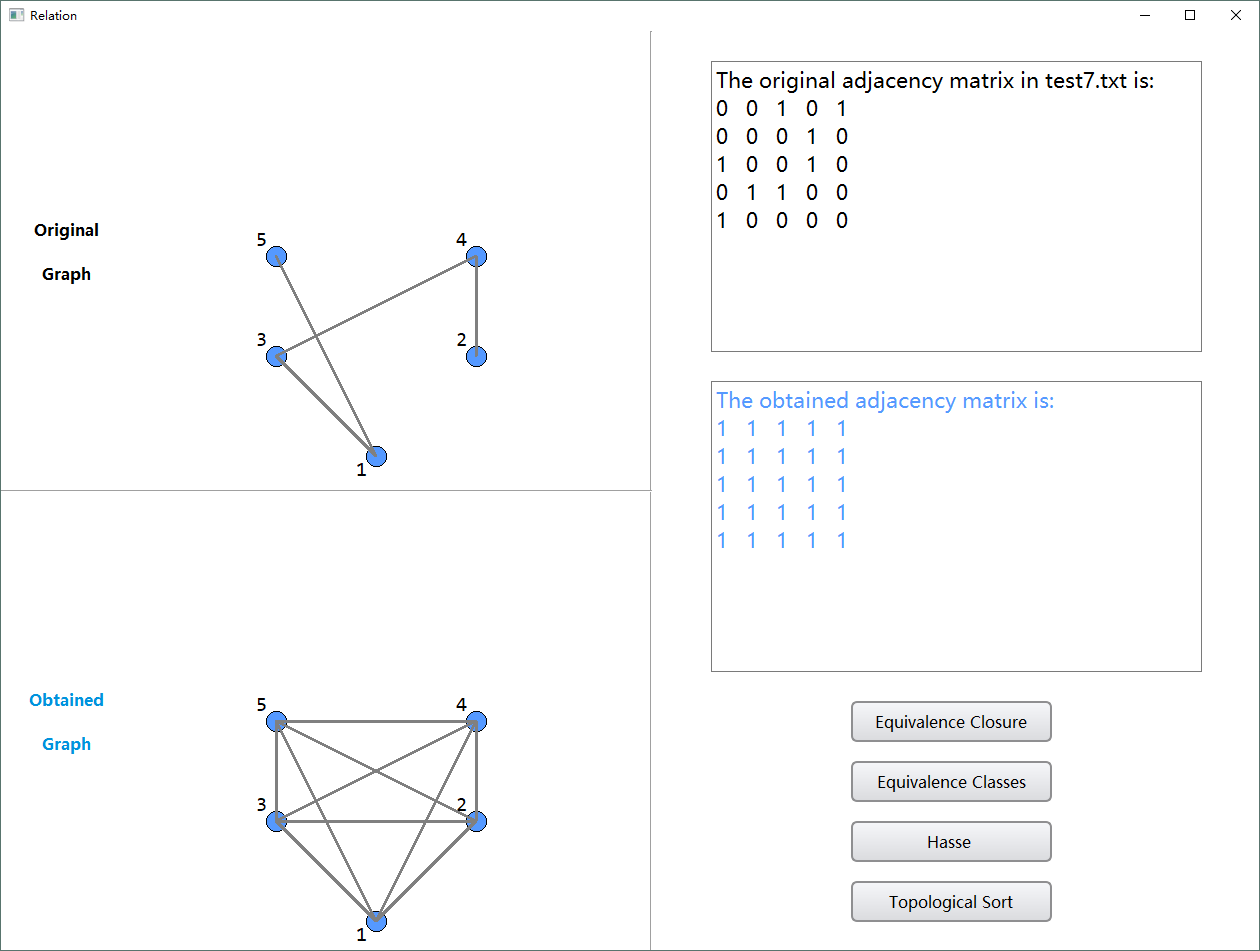 Relation
Original
Graph
5
4
3
2
1
The original adjacency matrix in test7.txt is:
0 0 1 0 1
0 0 0 1 0
1 0 0 1 0
0 1 1 0 0
1 0 0 0 0
The obtained adjacency matrix is:
1 1 1 1 1
1 1 1 1 1
1 1 1 1 1
1 1 1 1 1
1 1 1 1 1
Obtained
Graph
5
4
3
2
1
Equivalence Closure
Equivalence Classes
Hasse
Topological Sort